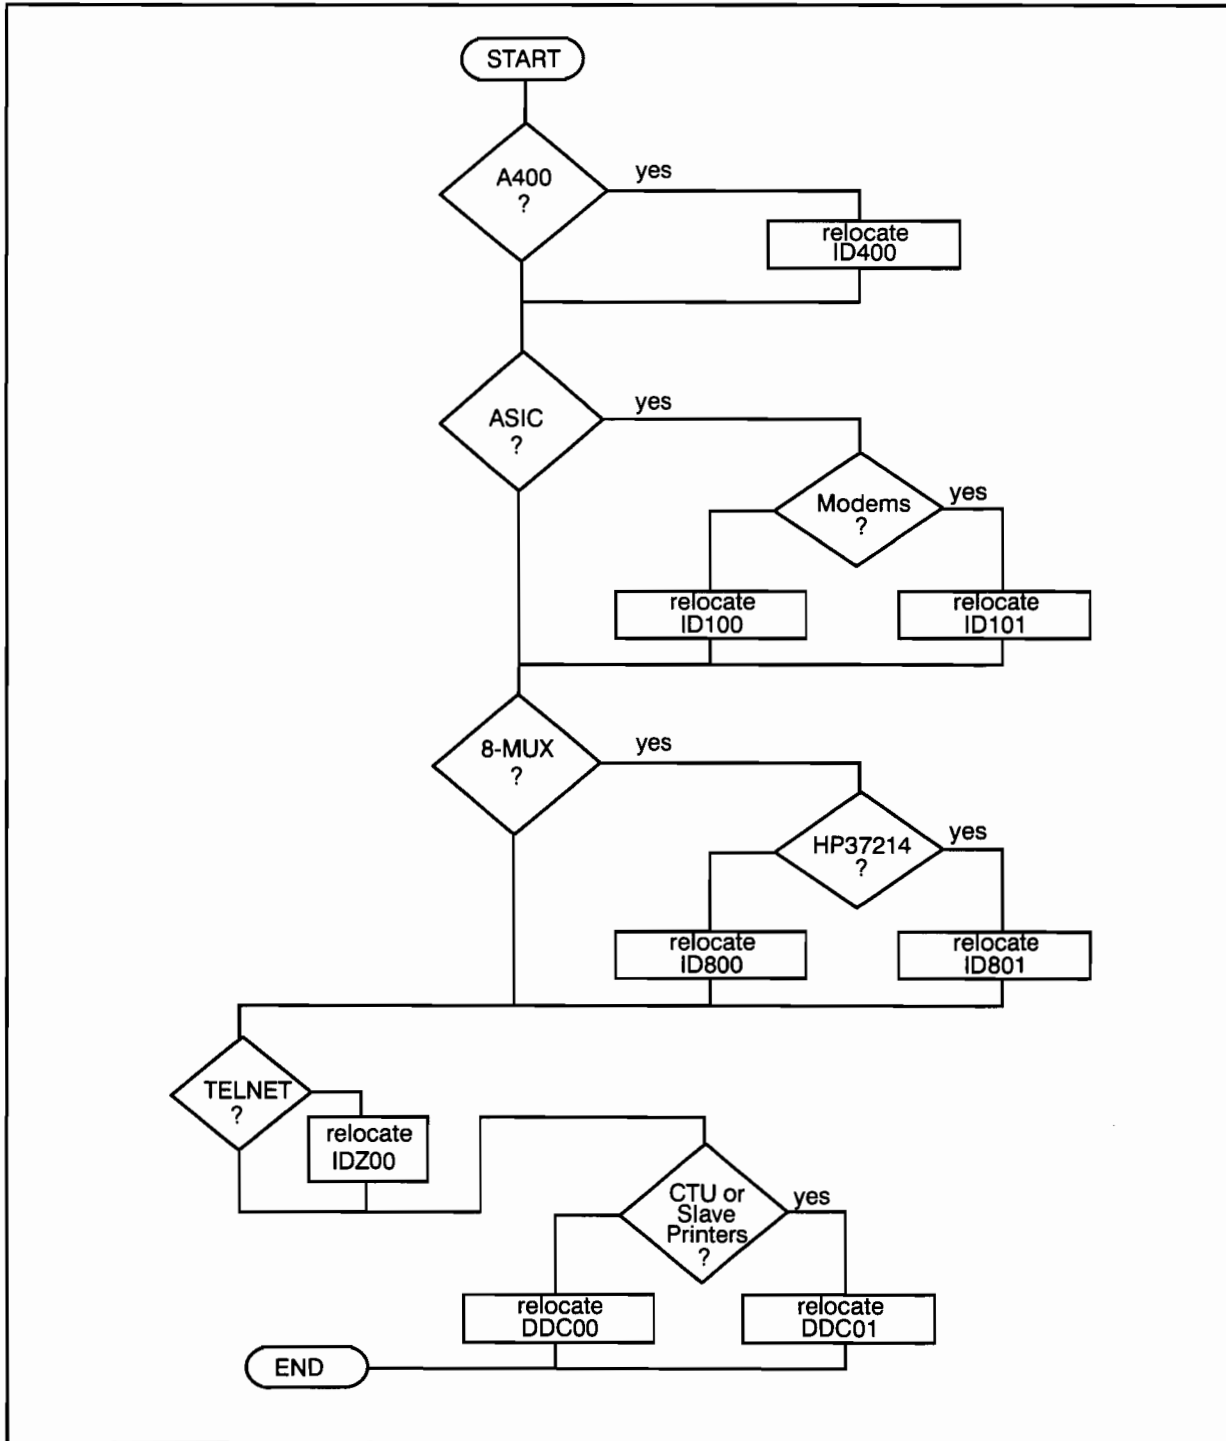 START
A400
?
yes
relocate
ID400
ASIC
?
yes
Modems
?
yes
relocate
ID100
relocate
ID101
8-MUX
?
yes
HP37214
?
yes
relocate
ID800
relocate
ID801
TELNET
?
relocate
IDZ00
CTU or
Slave
Printers
?
yes
relocate
DDC00
relocate
DDC01
END